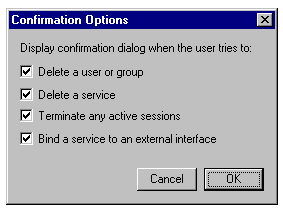 Confirmation Options
Display confirmation dialog when the user tries to:
Delete a user or group
Delete a service
Terminate any active sessions
Bind a service to an external interface
Cancel
OK